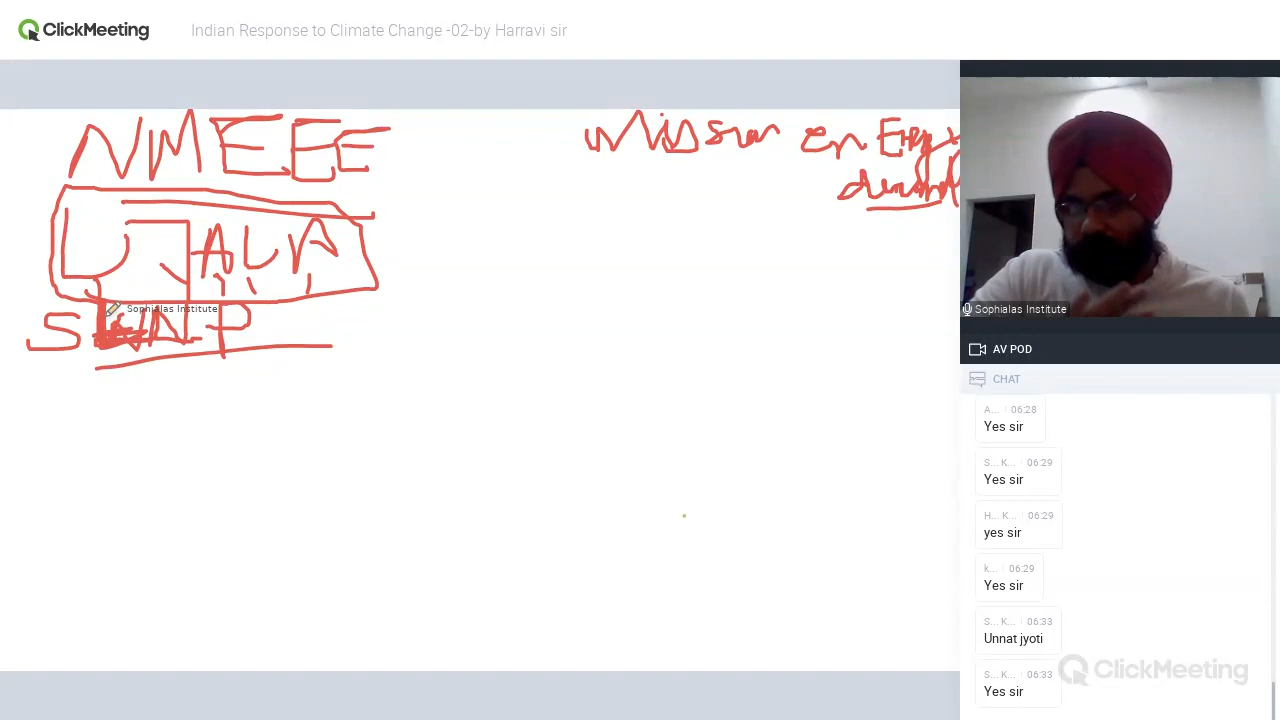 ClickMeeting
Indian Response to Climate Change -02-by Harravi sir
NMEEE
Mission on
UJALA
Sophialas Institute
Sophialas Institute
AV POD
CHAT
A... 06:28
Yes sir
S... K... 06:29
Yes sir
H... K... 06:29
yes sir
k... 06:29
Yes sir
S... K... 06:33
Unnat jyoti
S... K... 06:33
Yes sir
ClickMeeting